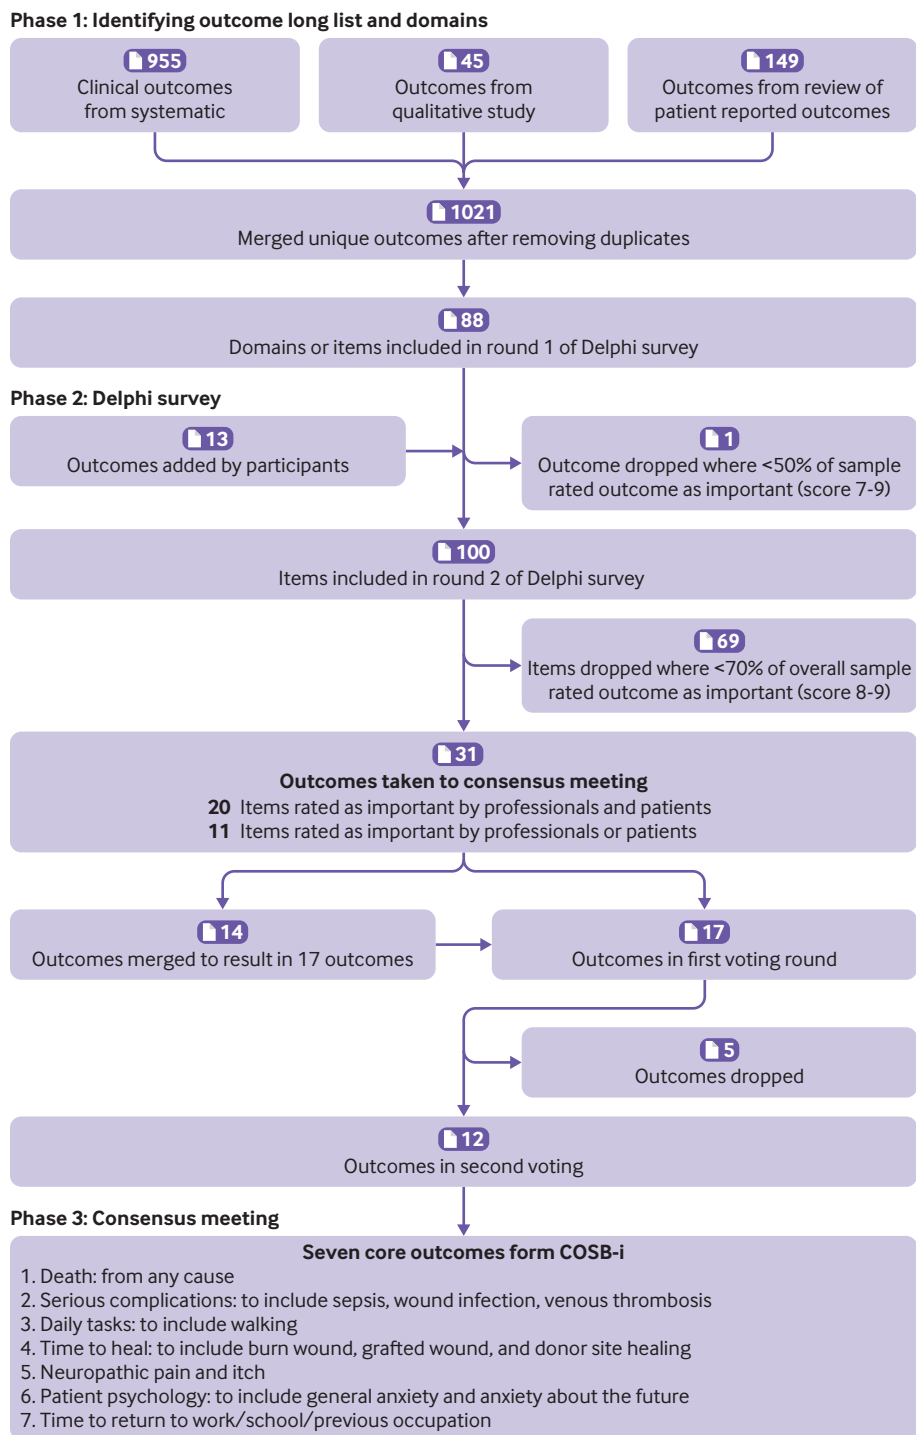 Phase 1: Identifying outcome long list and domains
955
Clinical outcomes
from systematic
45
Outcomes from
qualitative study
149
Outcomes from review of
patient reported outcomes
1021
Merged unique outcomes after removing duplicates
88
Domains or items included in round 1 of Delphi survey
Phase 2: Delphi survey
13
Outcomes added by participants
1
Outcome dropped where <50% of sample
rated outcome as important (score 7-9)
100
Items included in round 2 of Delphi survey
69
Items dropped where <70% of overall sample
rated outcome as important (score 8-9)
31
Outcomes taken to consensus meeting
20 Items rated as important by professionals and patients
11 Items rated as important by professionals or patients
14
Outcomes merged to result in 17 outcomes
17
Outcomes in first voting round
5
Outcomes dropped
12
Outcomes in second voting
Phase 3: Consensus meeting
Seven core outcomes form COSB-i
1. Death: from any cause
2. Serious complications: to include sepsis, wound infection, venous thrombosis
3. Daily tasks: to include walking
4. Time to heal: to include burn wound, grafted wound, and donor site healing
5. Neuropathic pain and itch
6. Patient psychology: to include general anxiety and anxiety about the future
7. Time to return to work/school/previous occupation